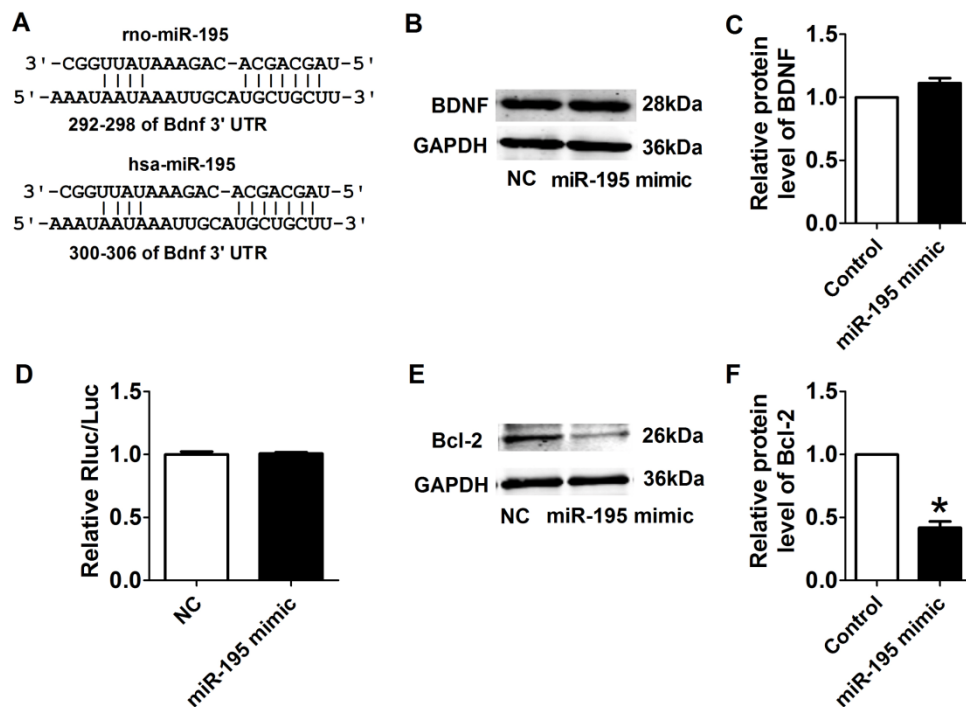 A
rno-miR-195
3'-CGGUUAUAAAGAC-ACGACGAU-5'
5'-AAAUAAUAAAUUGCAUGCUGCUU-3'
292-298 of Bdnf 3' UTR
hsa-miR-195
3'-CGGUUAUAAAGAC-ACGACGAU-5'
5'-AAAUAAUAAAUUGCAUGCUGCUU-3'
300-306 of Bdnf 3' UTR
B
BDNF 28kDa
GAPDH 36kDa
NC miR-195 mimic
C
Relative protein
level of BDNF
1.5
1.0
0.5
0.0
Control
miR-195 mimic
D
Relative Rluc/Luc
1.5
1.0
0.5
0.0
NC
miR-195 mimic
E
Bcl-2 26kDa
GAPDH 36kDa
NC miR-195 mimic
F
Relative protein
level of Bcl-2
1.5
1.0
0.5
0.0
*
Control
miR-195 mimic